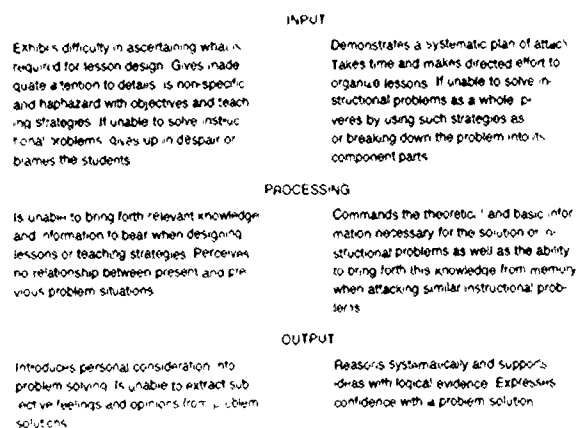 INPUT
Exhibits difficulty in ascertaining what is
required for lesson design. Gives inade
quate attention to details, is non-specific
and haphazard with objectives and teach
ing strategies. If unable to solve instruc
tional problems, gives up in despair or
blames the students
Demonstrates a systematic plan of attack
Takes time and makes directed effort to
organize lessons. If unable to solve in-
structional problems as a whole,
veres by using such strategies as
or breaking down the problem into its
component parts
PROCESSING
Is unable to bring forth relevant knowledge
and information to bear when designing
lessons or teaching strategies. Perceives
no relationship between present and pre
vious problem situations
Commands the theoretical and basic infor
mation necessary for the solution of in
structional problems as well as the ability
to bring forth this knowledge from memory
when attacking similar instructional prob-
lems
OUTPUT
Introduces personal consideration into
problem solving. Is unable to extract sub
jective feelings and opinions from problem
solutions
Reasons systematically and supports
ideas with logical evidence. Expresses
confidence with a problem solution